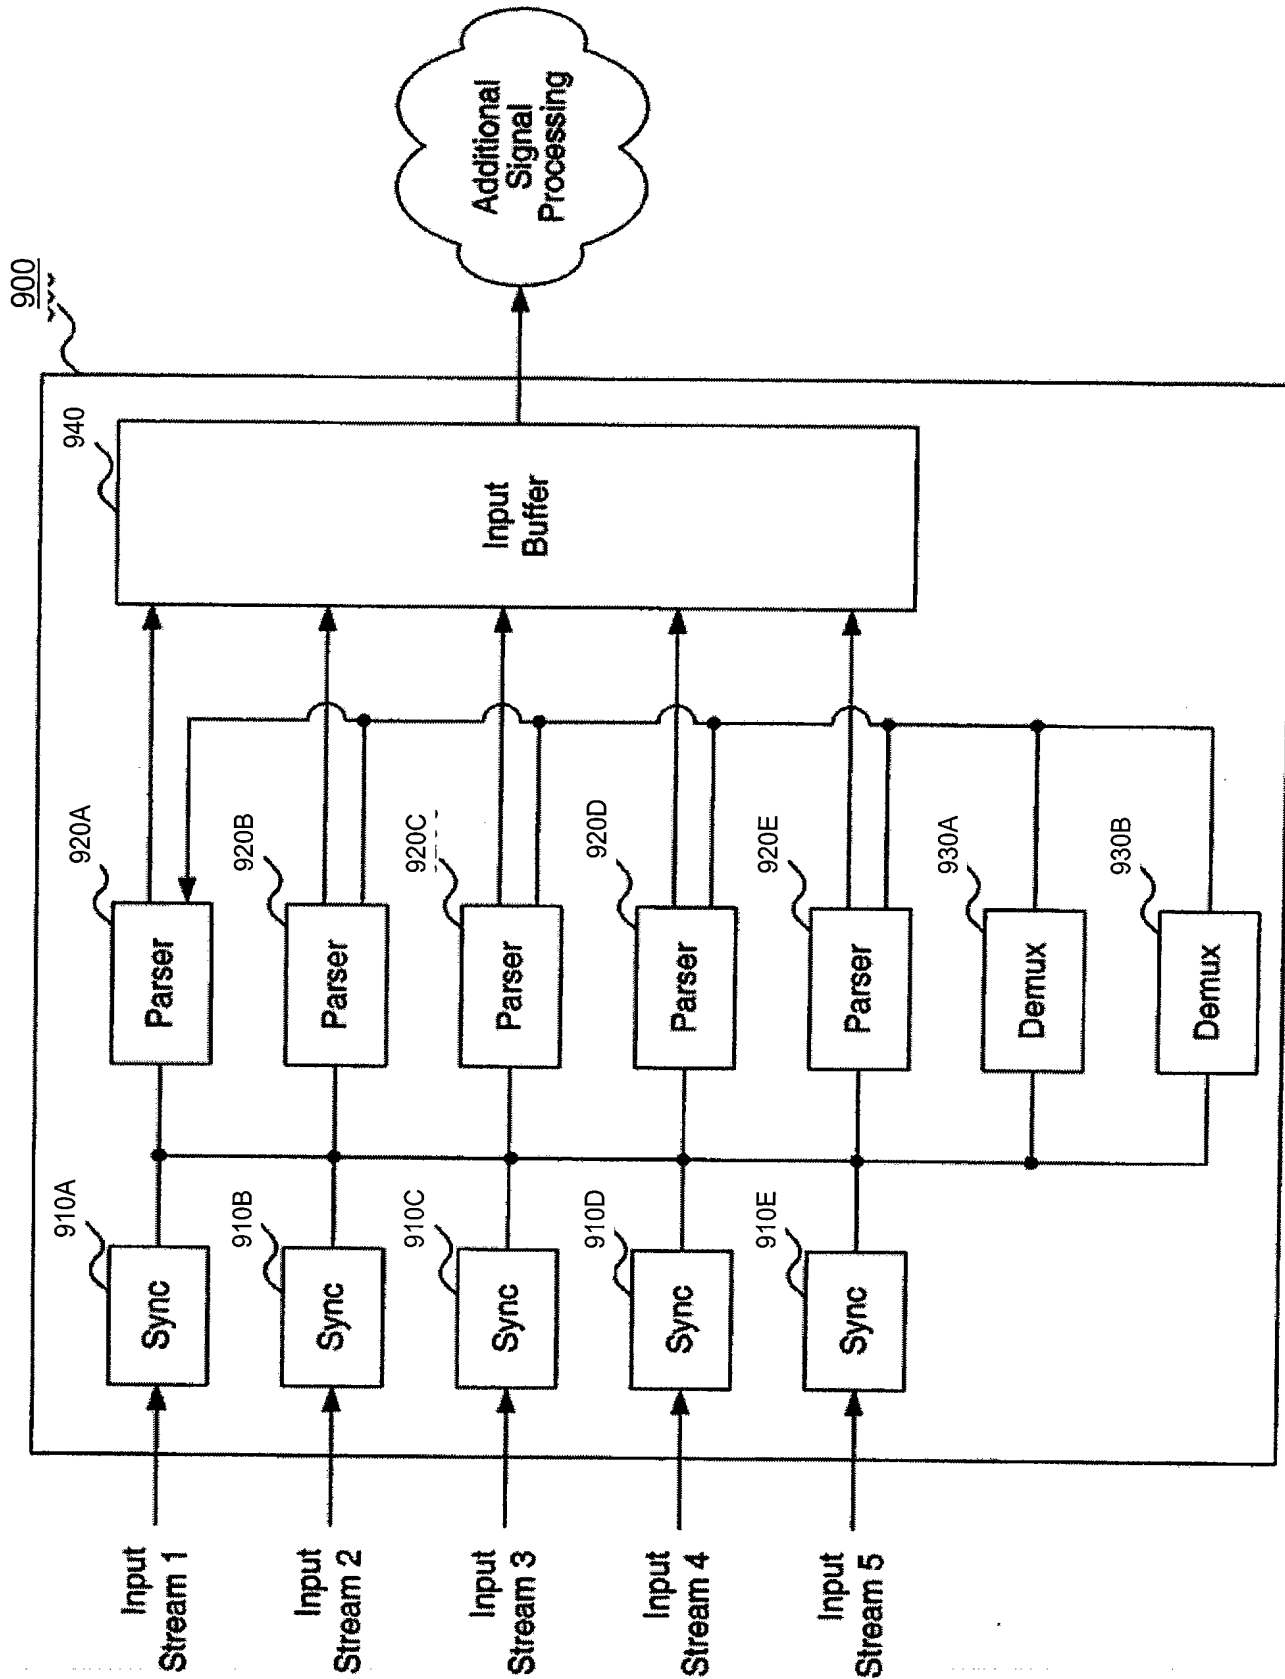 900
940
Additional
Signal
Processing
Input
Buffer
920A
920B
920C
920D
920E
930A
930B
Parser
Parser
Parser
Parser
Parser
Demux
Demux
910A
910B
910C
910D
910E
Sync
Sync
Sync
Sync
Sync
Input
Stream 1
Input
Stream 2
Input
Stream 3
Input
Stream 4
Input
Stream 5